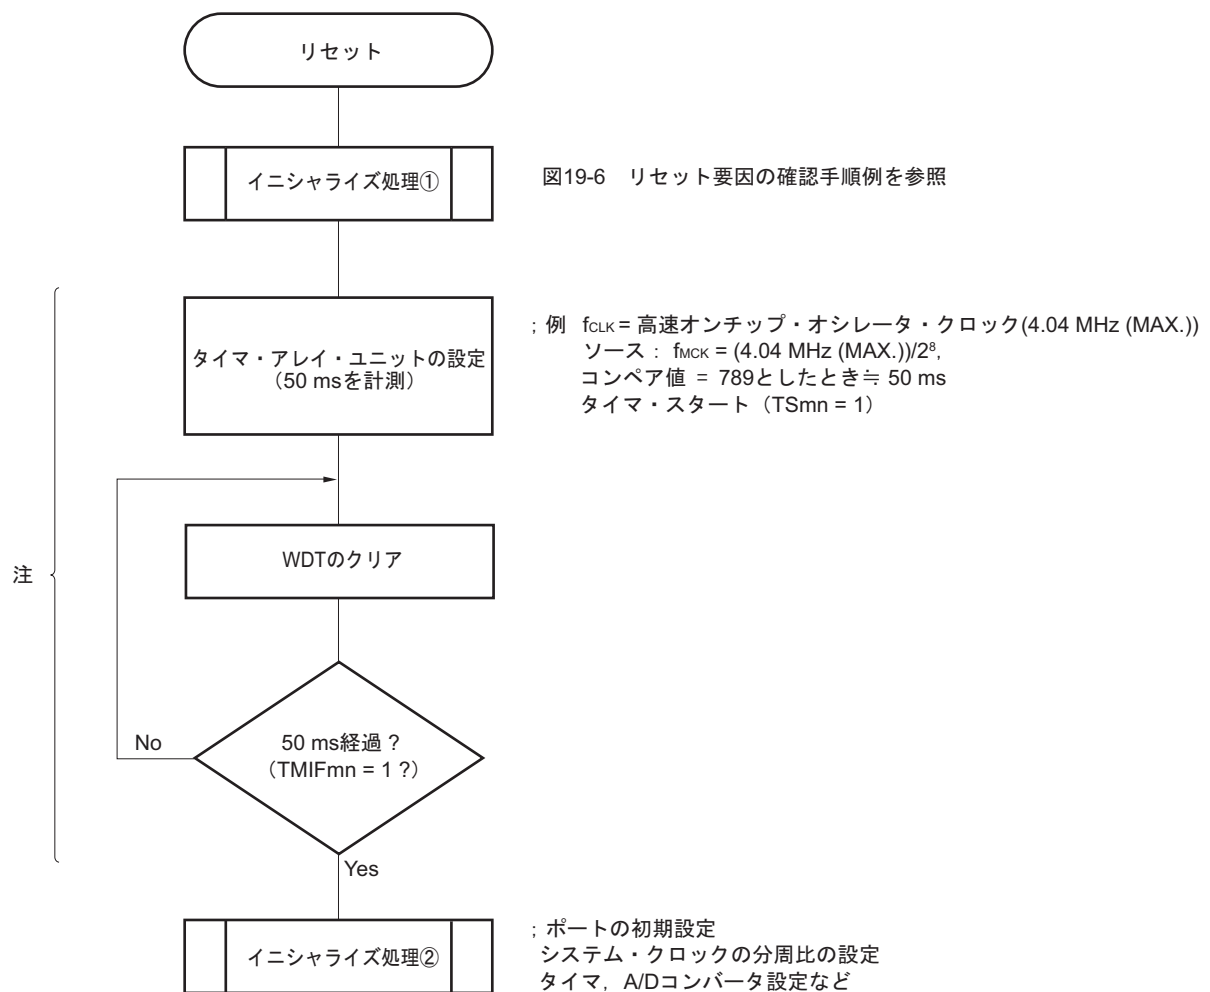 リセット
イニシャライズ処理①
図19-6　リセット要因の確認手順例を参照
タイマ・アレイ・ユニットの設定
（50 msを計測）
; 例　fCLK = 高速オンチップ・オシレータ・クロック(4.04 MHz (MAX.))
ソース : fMCK = (4.04 MHz (MAX.))/2⁸,
コンペア値 = 789としたとき≒ 50 ms
タイマ・スタート（TSmn = 1）
注
WDTのクリア
50 ms経過 ?
（TMIFmn = 1 ?）
No
Yes
イニシャライズ処理②
; ポートの初期設定
システム・クロックの分周比の設定
タイマ，A/Dコンバータ設定など